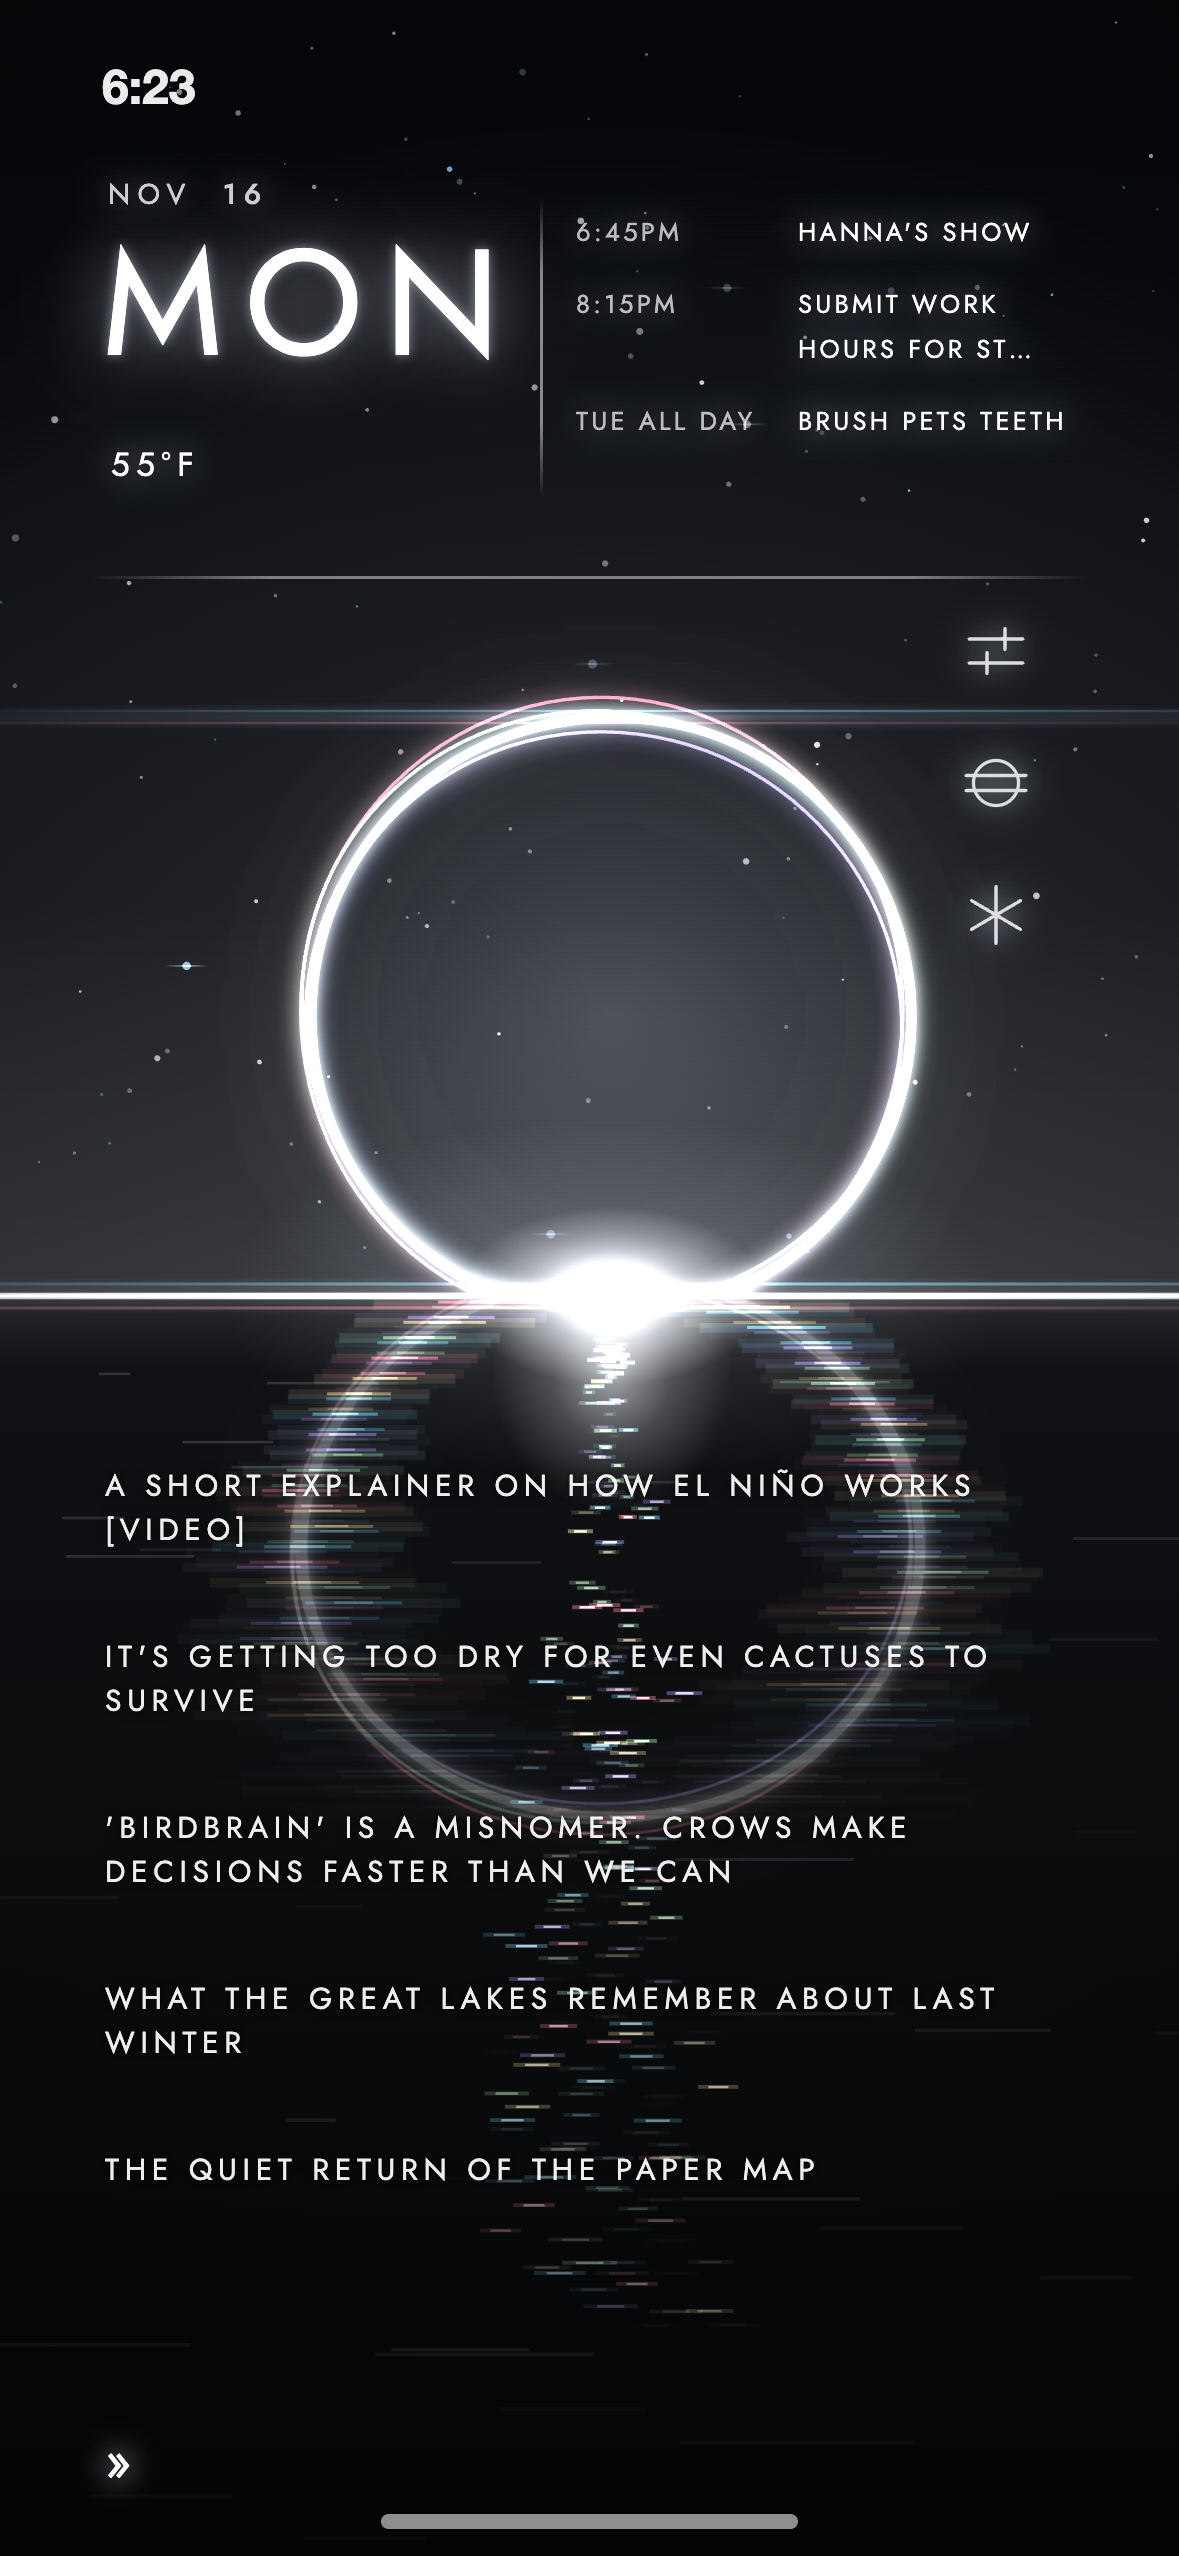 6:23
NOV 16
MON
55°F
6:45PM HANNA'S SHOW
8:15PM SUBMIT WORK
HOURS FOR ST...
TUE ALL DAY BRUSH PETS TEETH
A SHORT EXPLAINER ON HOW EL NIÑO WORKS
[VIDEO]
IT'S GETTING TOO DRY FOR EVEN CACTUSES TO
SURVIVE
'BIRDBRAIN' IS A MISNOMER. CROWS MAKE
DECISIONS FASTER THAN WE CAN
WHAT THE GREAT LAKES REMEMBER ABOUT LAST
WINTER
THE QUIET RETURN OF THE PAPER MAP
»